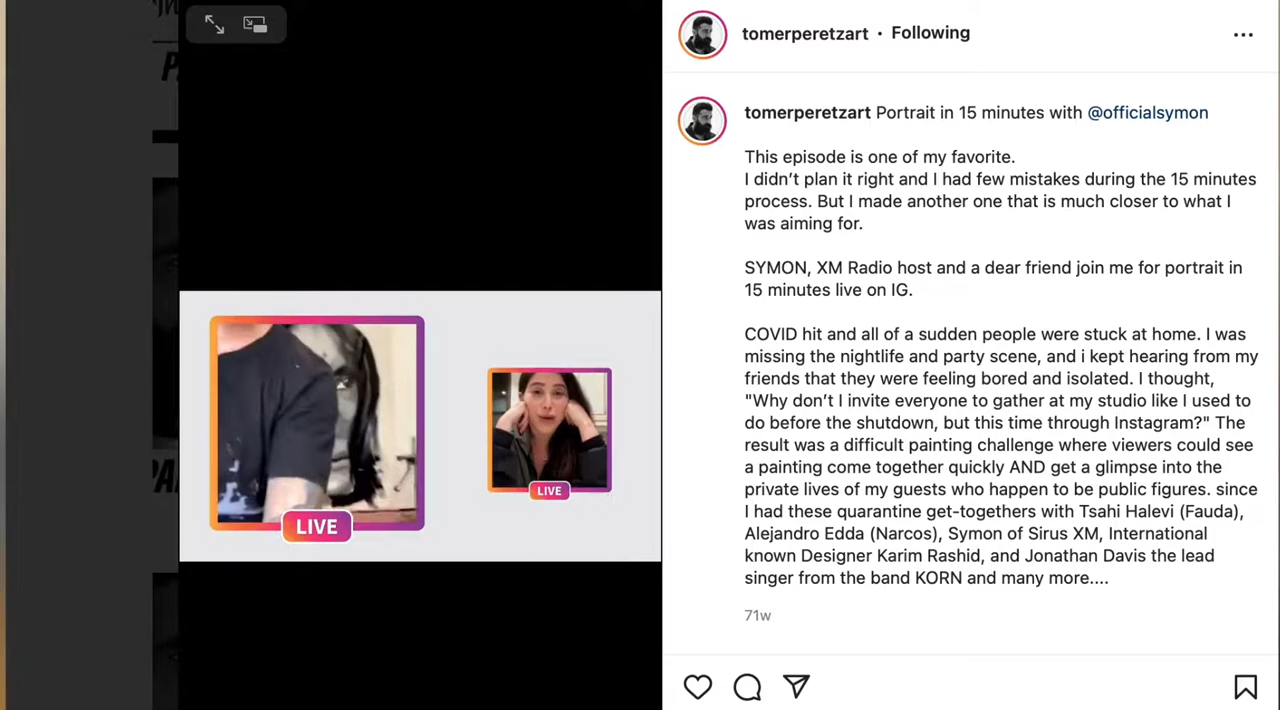 tomerperetzart • Following
tomerperetzart Portrait in 15 minutes with @officialsymon
This episode is one of my favorite.
I didn’t plan it right and I had few mistakes during the 15 minutes
process. But I made another one that is much closer to what I
was aiming for.
SYMON, XM Radio host and a dear friend join me for portrait in
15 minutes live on IG.
COVID hit and all of a sudden people were stuck at home. I was
missing the nightlife and party scene, and i kept hearing from my
friends that they were feeling bored and isolated. I thought,
"Why don’t I invite everyone to gather at my studio like I used to
do before the shutdown, but this time through Instagram?" The
result was a difficult painting challenge where viewers could see
a painting come together quickly AND get a glimpse into the
private lives of my guests who happen to be public figures. since
I had these quarantine get-togethers with Tsahi Halevi (Fauda),
Alejandro Edda (Narcos), Symon of Sirus XM, International
known Designer Karim Rashid, and Jonathan Davis the lead
singer from the band KORN and many more....
71w
LIVE
LIVE